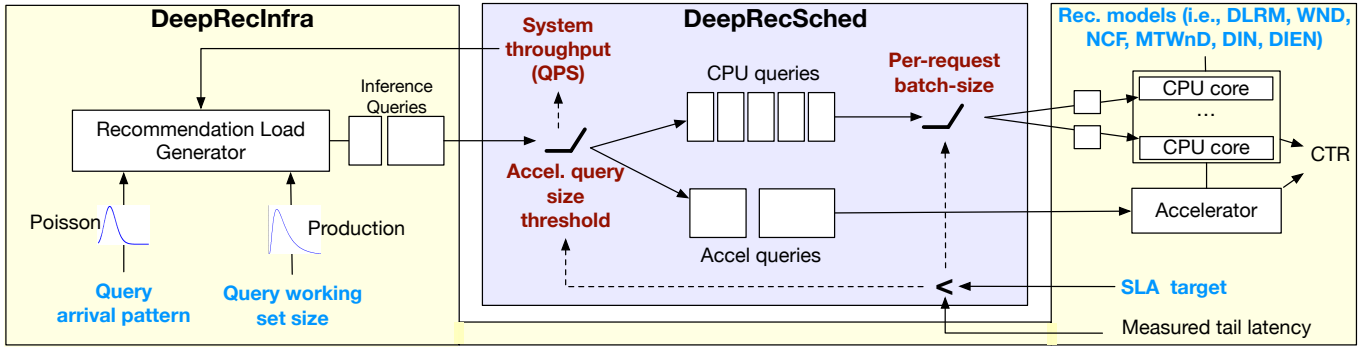 DeepRecInfra
DeepRecSched
Rec. models (i.e., DLRM, WND,
NCF, MTWnD, DIN, DIEN)
System
throughput
(QPS)
Inference
Queries
CPU queries
Per-request
batch-size
CPU core
...
CPU core
Recommendation Load
Generator
CTR
Accel. query
size
threshold
Accelerator
Poisson
Production
Accel queries
Query
arrival pattern
Query working
set size
<
SLA target
Measured tail latency